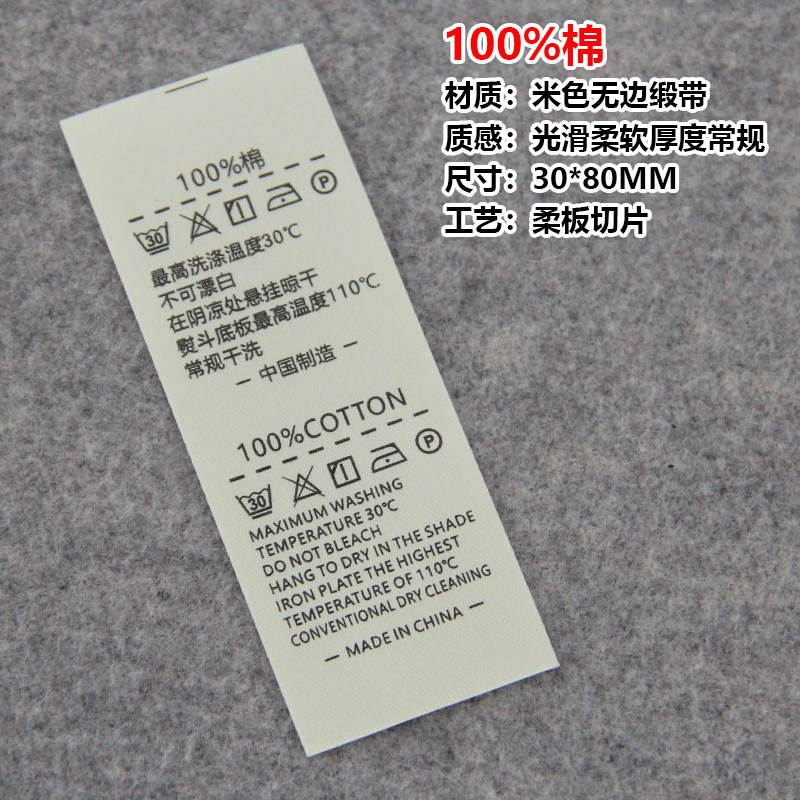 100%棉
材质：米色无边缎带
质感：光滑柔软厚度常规
尺寸：30*80MM
工艺：柔板切片
100%棉
30
P
最高洗涤温度30℃
不可漂白
在阴凉处悬挂晾干
熨斗底板最高温度110℃
常规干洗
— 中国制造 —
100%COTTON
30
P
MAXIMUM WASHING
TEMPERATURE 30℃
DO NOT BLEACH
HANG TO DRY IN THE SHADE
IRON PLATE THE HIGHEST
TEMPERATURE OF 110℃
CONVENTIONAL DRY CLEANING
— MADE IN CHINA —